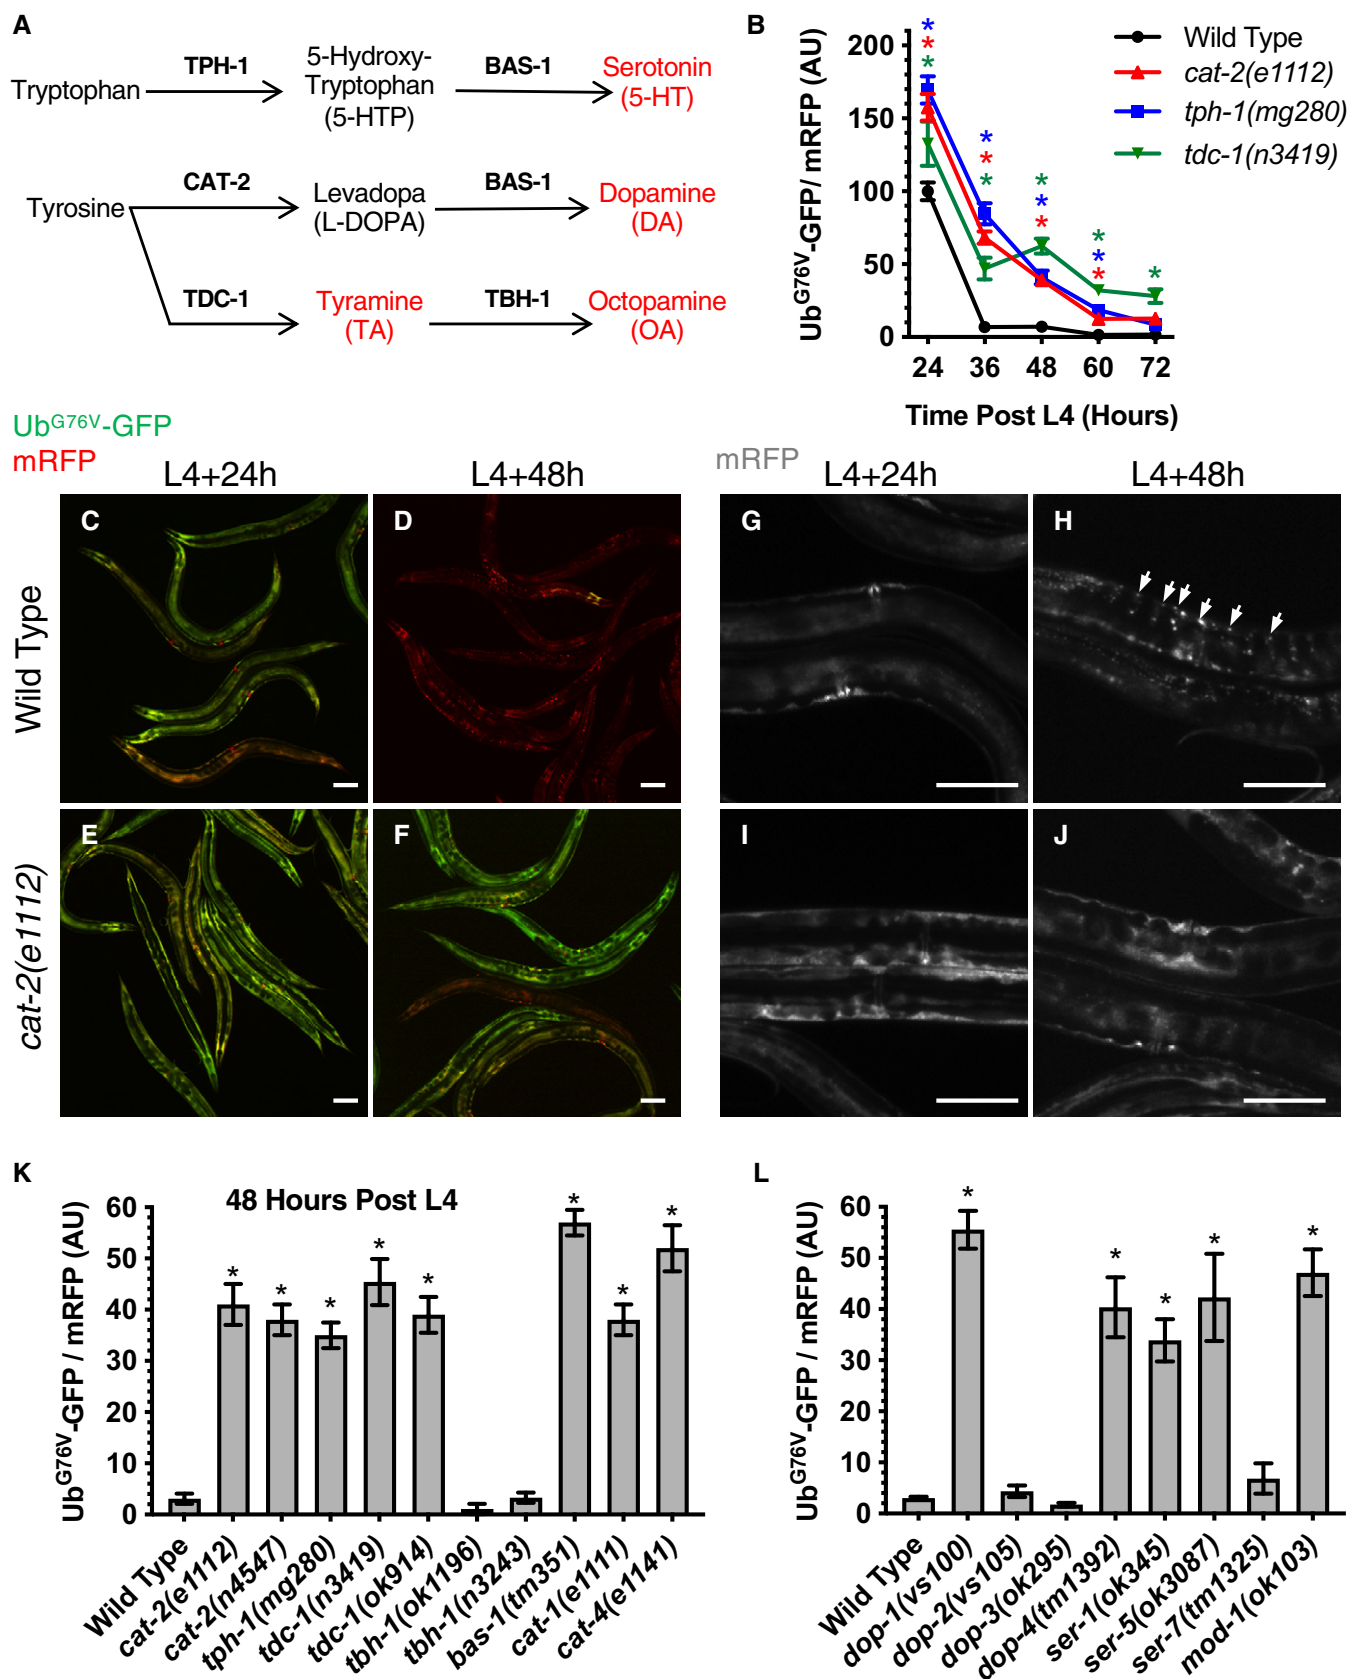 A
TPH-1
BAS-1
Tryptophan
5-Hydroxy-
Tryptophan
(5-HTP)
Serotonin
(5-HT)
CAT-2
BAS-1
Tyrosine
Levadopa
(L-DOPA)
Dopamine
(DA)
TDC-1
TBH-1
Tyramine
(TA)
Octopamine
(OA)
B
Ub^G76V-GFP/ mRFP (AU)
200
150
100
50
0
* * *
* * *
* * *
* * *
*
24 36 48 60 72
Time Post L4 (Hours)
Wild Type
cat-2(e1112)
tph-1(mg280)
tdc-1(n3419)
Ub^G76V-GFP
mRFP
L4+24h
L4+48h
mRFP
L4+24h
L4+48h
Wild Type
C
D
G
H
cat-2(e1112)
E
F
I
J
K
48 Hours Post L4
Ub^G76V-GFP / mRFP (AU)
60
50
40
30
20
10
0
* * * * * * * *
Wild Type
cat-2(e1112)
cat-2(n4547)
tph-1(mg280)
tdc-1(n3419)
tdc-1(ok914)
tbh-1(ok1196)
tbh-1(n3243)
bas-1(tm351)
cat-1(e1111)
cat-4(e1141)
L
Ub^G76V-GFP / mRFP (AU)
60
50
40
30
20
10
0
* * * * *
Wild Type
dop-1(vs100)
dop-2(vs105)
dop-3(ok295)
dop-4(tm1392)
ser-1(ok345)
ser-5(ok3087)
ser-7(tm1325)
mod-1(ok103)